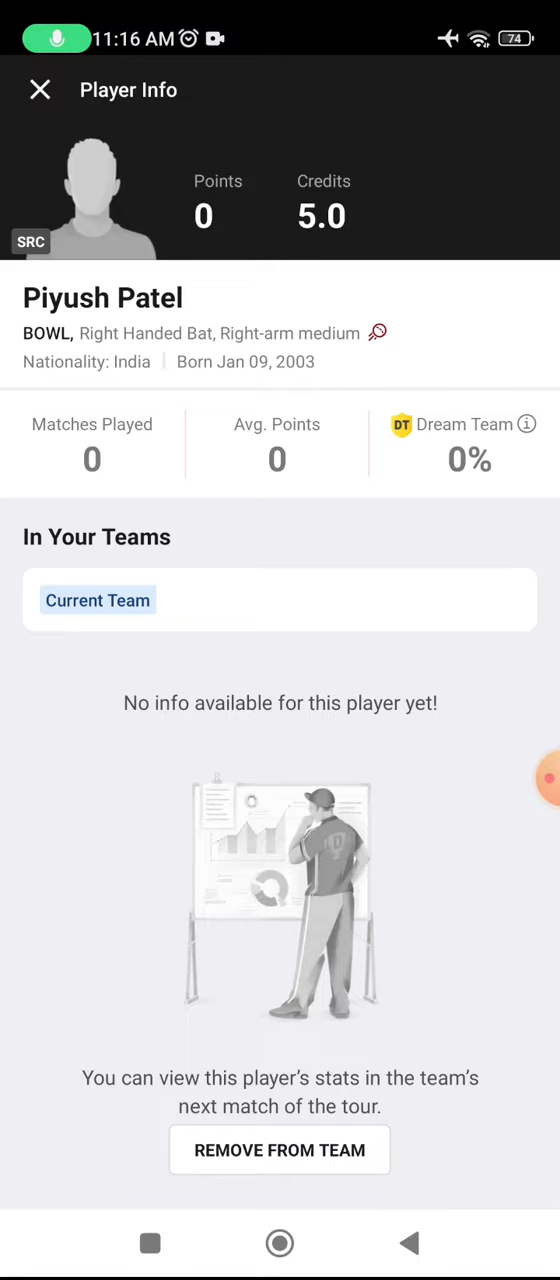 11:16 AM
74
Player Info
Points
Credits
0
5.0
SRC
Piyush Patel
BOWL, Right Handed Bat, Right-arm medium
Nationality: India
Born Jan 09, 2003
Matches Played
Avg. Points
DT Dream Team
0
0
0%
In Your Teams
Current Team
No info available for this player yet!
D
You can view this player's stats in the team's
next match of the tour.
REMOVE FROM TEAM